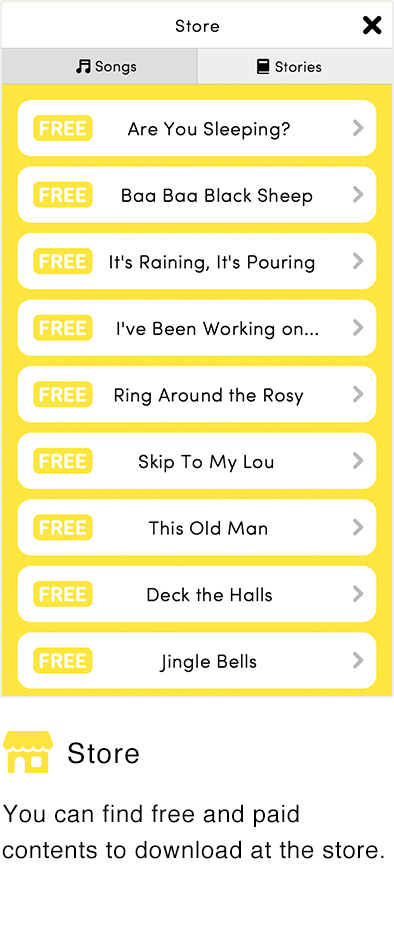 Store
Songs
Stories
FREE Are You Sleeping?
FREE Baa Baa Black Sheep
FREE It's Raining, It's Pouring
FREE I've Been Working on...
FREE Ring Around the Rosy
FREE Skip To My Lou
FREE This Old Man
FREE Deck the Halls
FREE Jingle Bells
Store
You can find free and paid
contents to download at the store.